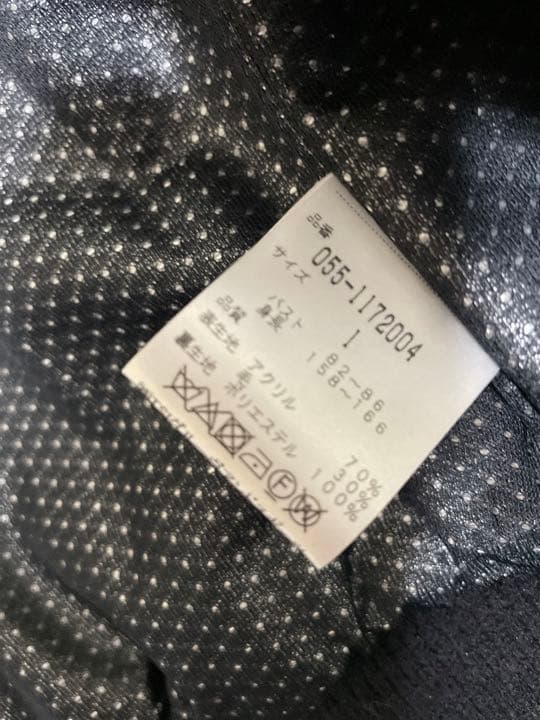 品番 055-1172004
サイズ 1
バスト 82~86
身長 158~166
品質
表生地 アクリル 70%
毛 30%
裏生地 ポリエステル 100%
F W